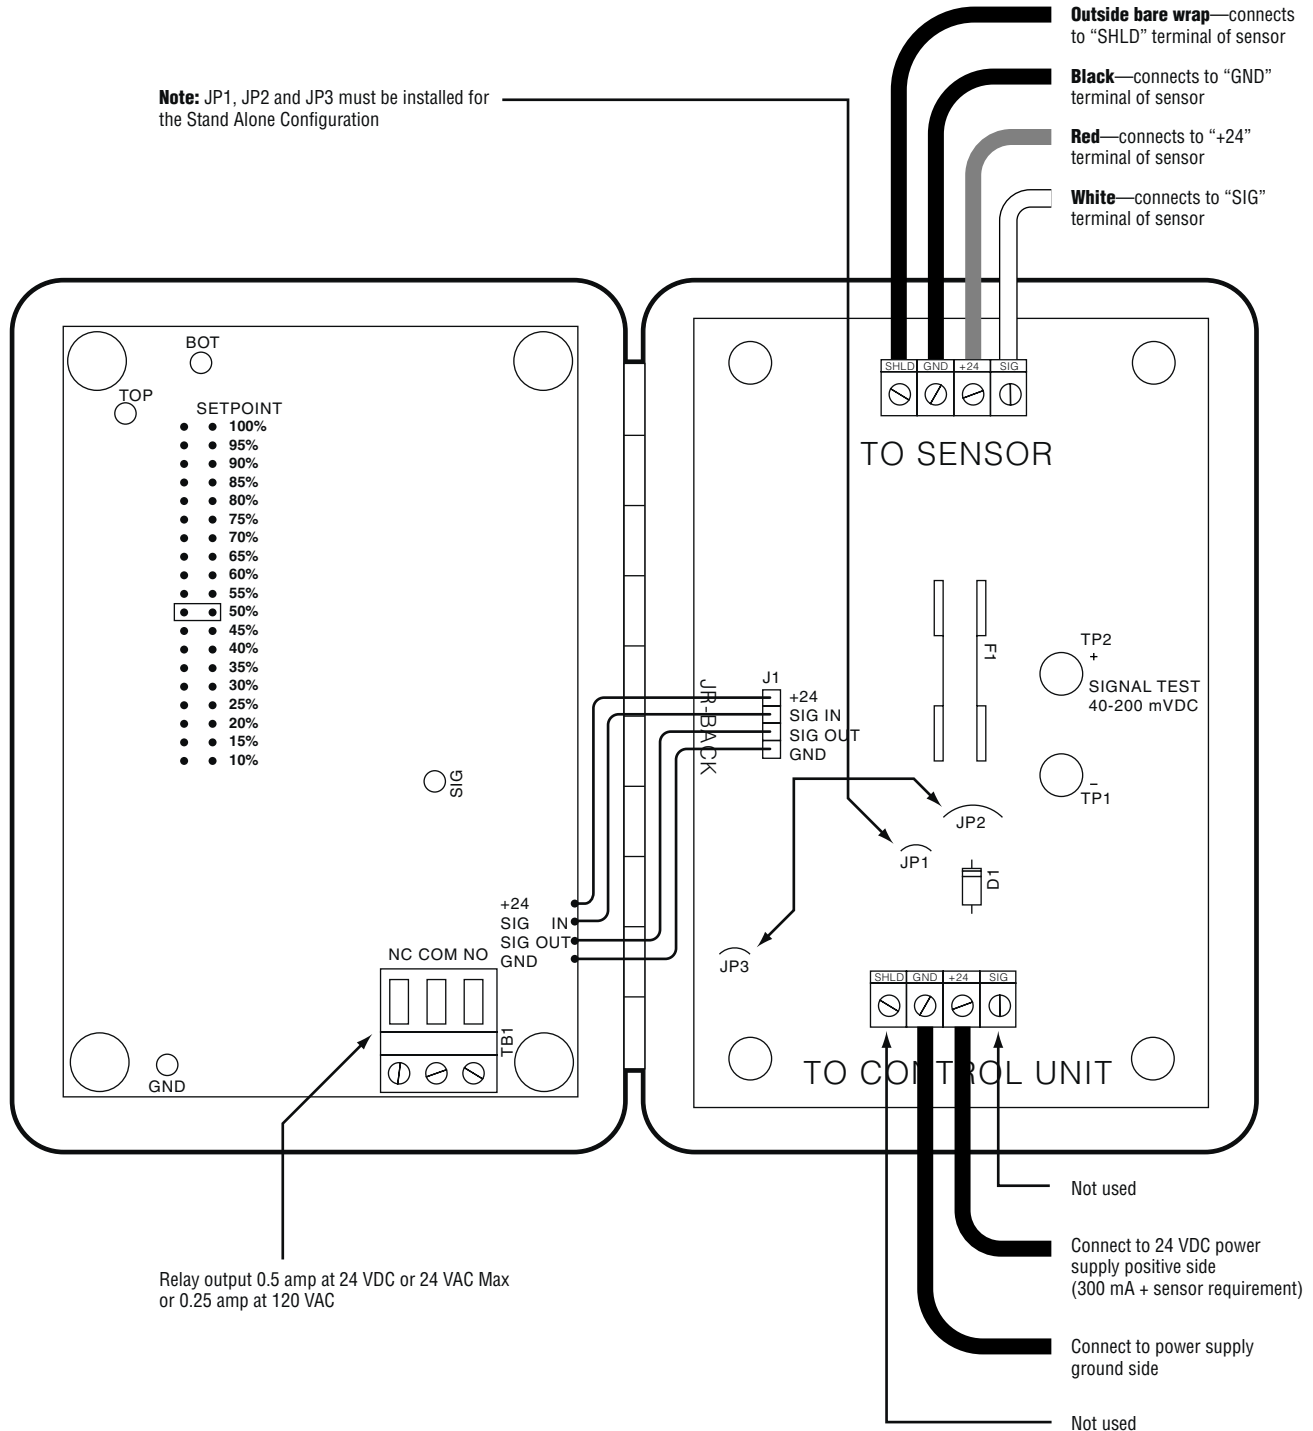 Outside bare wrap—connects
to “SHLD” terminal of sensor
Black—connects to “GND”
terminal of sensor
Red—connects to “+24”
terminal of sensor
White—connects to “SIG”
terminal of sensor
Note: JP1, JP2 and JP3 must be installed for
the Stand Alone Configuration
BOT
TOP
SETPOINT
100%
95%
90%
85%
80%
75%
70%
65%
60%
55%
50%
45%
40%
35%
30%
25%
20%
15%
10%
SIG
+24
SIG IN
SIG OUT
GND
NC COM NO
TB1
GND
SHLD GND +24 SIG
TO SENSOR
F1
TP2
+
SIGNAL TEST
40-200 mVDC
–
TP1
J1
+24
SIG IN
SIG OUT
GND
JR-BACK
JP2
JP1
D1
JP3
SHLD GND +24 SIG
TO CONTROL UNIT
Not used
Connect to 24 VDC power
supply positive side
(300 mA + sensor requirement)
Connect to power supply
ground side
Not used
Relay output 0.5 amp at 24 VDC or 24 VAC Max
or 0.25 amp at 120 VAC